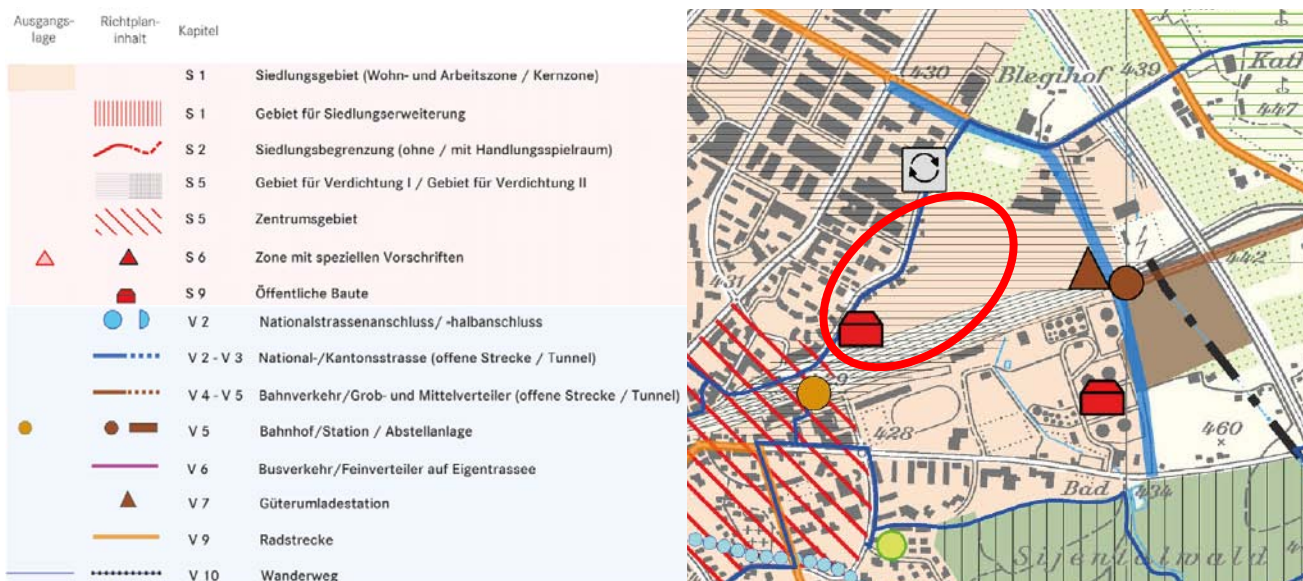 Ausgangs-
lage
Richtplan-
inhalt
Kapitel
S 1 Siedlungsgebiet (Wohn- und Arbeitszone / Kernzone)
S 1 Gebiet für Siedlungserweiterung
S 2 Siedlungsbegrenzung (ohne / mit Handlungsspielraum)
S 5 Gebiet für Verdichtung I / Gebiet für Verdichtung II
S 5 Zentrumsgebiet
S 6 Zone mit speziellen Vorschriften
S 9 Öffentliche Baute
V 2 Nationalstrassenanschluss/ -halbanschluss
V 2 - V 3 National-/Kantonsstrasse (offene Strecke / Tunnel)
V 4 - V 5 Bahnverkehr/Grob- und Mittelverteiler (offene Strecke / Tunnel)
V 5 Bahnhof/Station / Abstellanlage
V 6 Busverkehr/Feinverteiler auf Eigentrassee
V 7 Güterumladestation
V 9 Radstrecke
V 10 Wanderweg
430
Blegihof
439
Kath
447
431
442
428
460
Bad
434
Sijentalwald